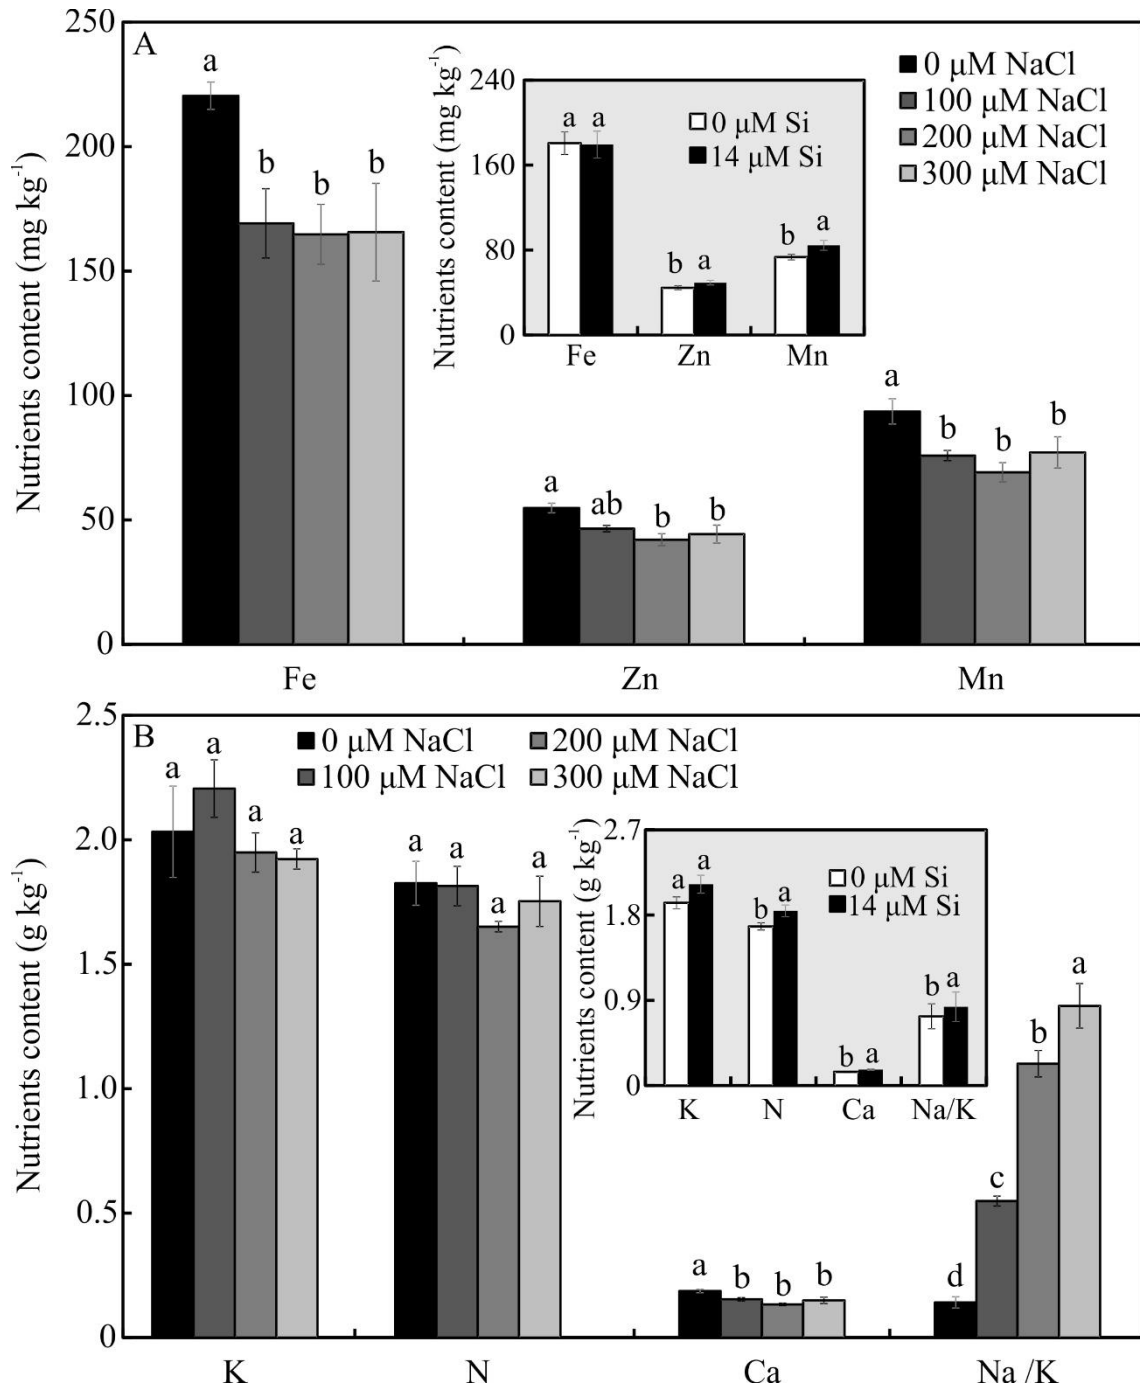 A
Nutrients content (mg kg⁻¹)
250
200
150
100
50
0
a
b
b
b
a
ab
b
b
a
b
b
b
Fe
Zn
Mn
0 μM NaCl
100 μM NaCl
200 μM NaCl
300 μM NaCl
Nutrients content (mg kg⁻¹)
240
160
80
0
0 μM Si
14 μM Si
a
a
b
a
b
a
Fe
Zn
Mn
B
Nutrients content (g kg⁻¹)
2.5
2.0
1.5
1.0
0.5
0
0 μM NaCl
200 μM NaCl
100 μM NaCl
300 μM NaCl
a
a
a
a
a
a
a
a
a
b
b
b
d
c
b
a
K
N
Ca
Na /K
Nutrients content (g kg⁻¹)
2.7
1.8
0.9
0
0 μM Si
14 μM Si
a
a
b
a
b
a
b
a
K
N
Ca
Na/K